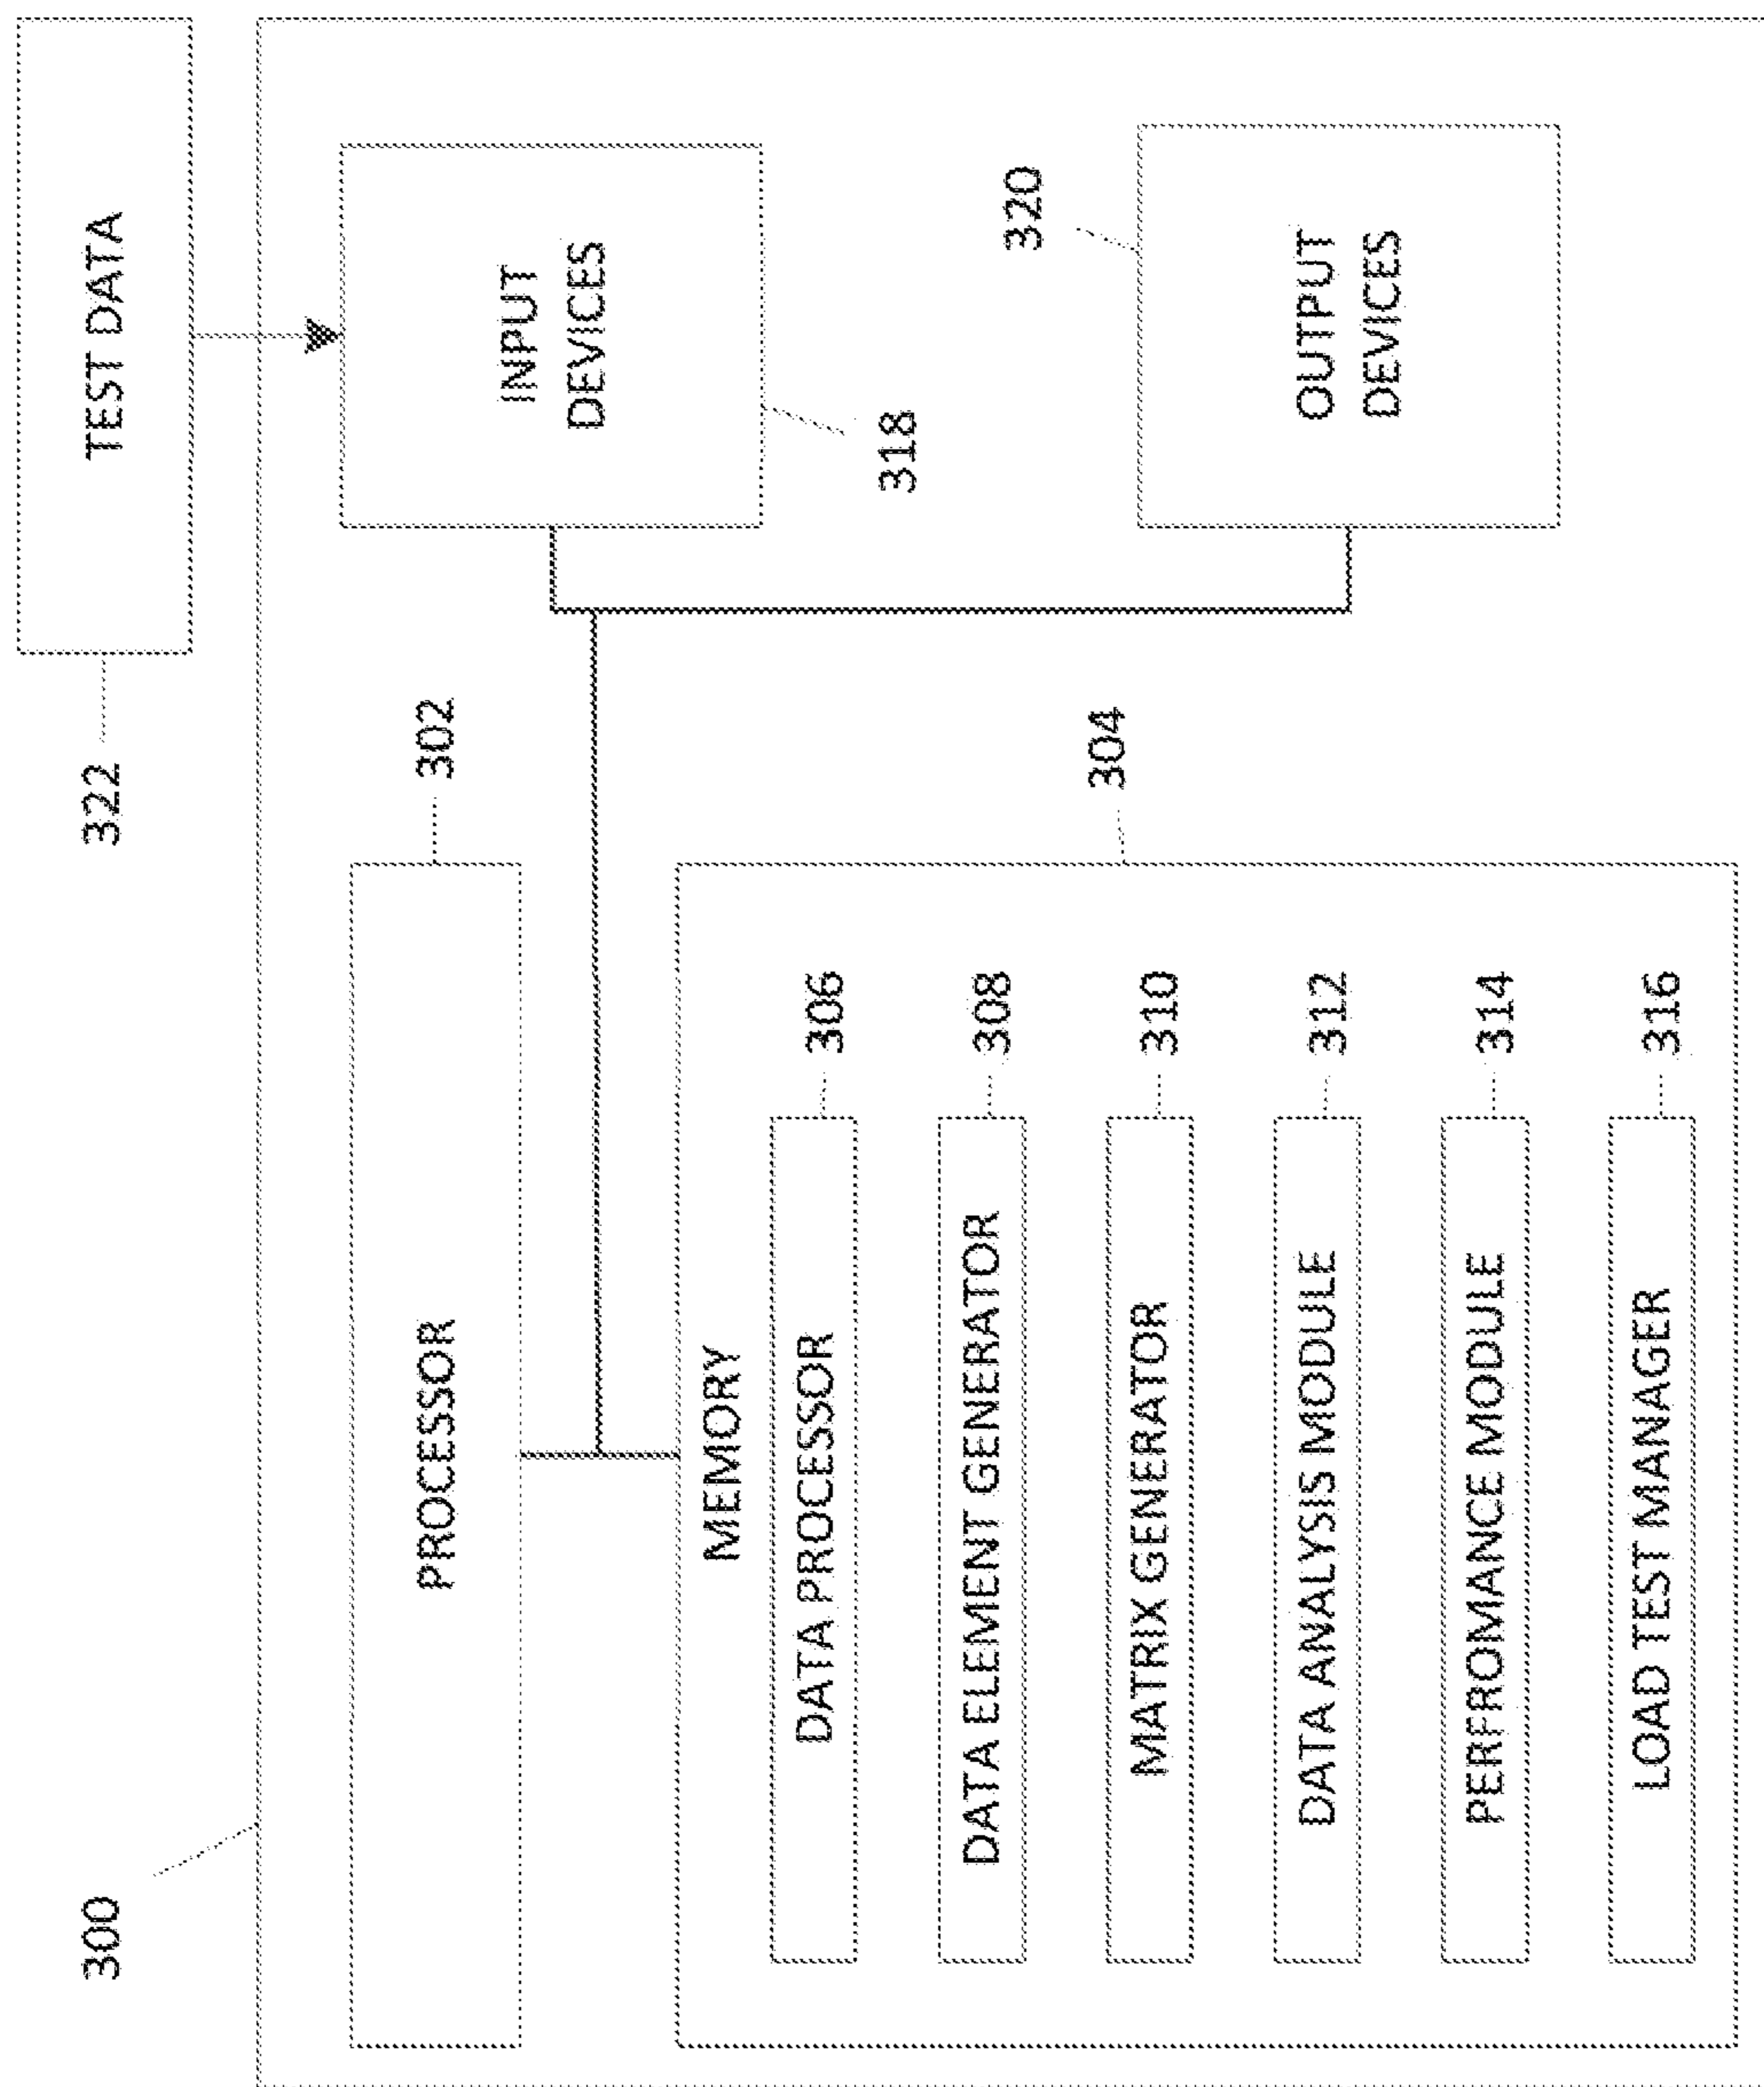 300
322
TEST DATA
PROCESSOR
302
INPUT
DEVICES
318
MEMORY
304
DATA PROCESSOR
306
DATA ELEMENT GENERATOR
308
MATRIX GENERATOR
310
DATA ANALYSIS MODULE
312
PERFROMANCE MODULE
314
LOAD TEST MANAGER
316
320
OUTPUT
DEVICES